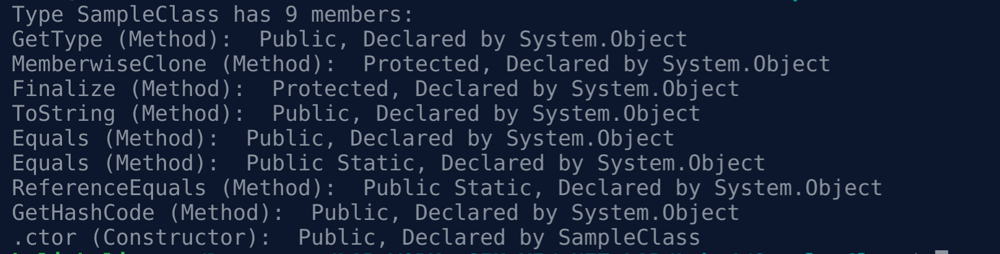 Type SampleClass has 9 members:
GetType (Method):  Public, Declared by System.Object
MemberwiseClone (Method):  Protected, Declared by System.Object
Finalize (Method):  Protected, Declared by System.Object
ToString (Method):  Public, Declared by System.Object
Equals (Method):  Public, Declared by System.Object
Equals (Method):  Public Static, Declared by System.Object
ReferenceEquals (Method):  Public Static, Declared by System.Object
GetHashCode (Method):  Public, Declared by System.Object
.ctor (Constructor):  Public, Declared by SampleClass